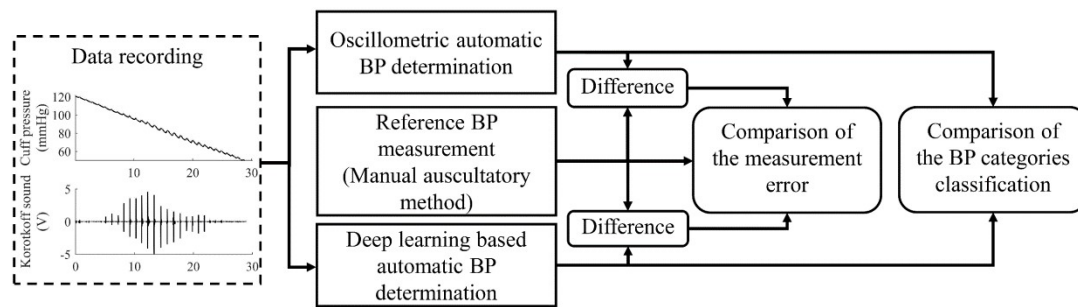 Data recording
Cuff pressure
(mmHg)
120
100
80
60
0
10
20
30
Korotkoff sound
(V)
5
0
-5
0
10
20
30
Oscillometric automatic
BP determination
Reference BP
measurement
(Manual auscultatory
method)
Deep learning based
automatic BP
determination
Difference
Difference
Comparison of
the measurement
error
Comparison of
the BP categories
classification